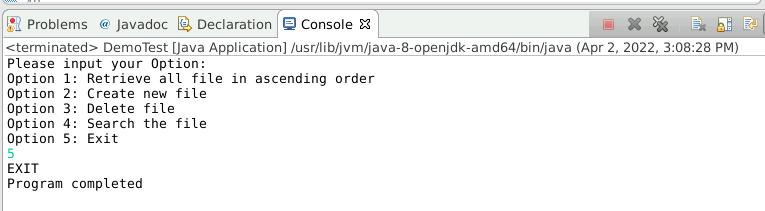 Problems @ Javadoc Declaration Console
<terminated> DemoTest [Java Application] /usr/lib/jvm/java-8-openjdk-amd64/bin/java (Apr 2, 2022, 3:08:28 PM)
Please input your Option:
Option 1: Retrieve all file in ascending order
Option 2: Create new file
Option 3: Delete file
Option 4: Search the file
Option 5: Exit
5
EXIT
Program completed